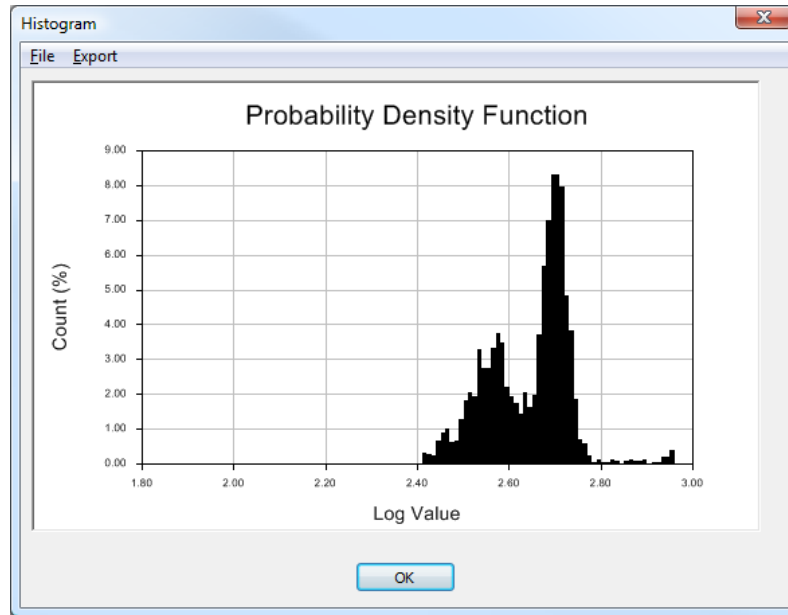 Histogram
File Export
Probability Density Function
9.00
8.00
7.00
6.00
5.00
4.00
3.00
2.00
1.00
0.00
Count (%)
1.80 2.00 2.20 2.40 2.60 2.80 3.00
Log Value
OK